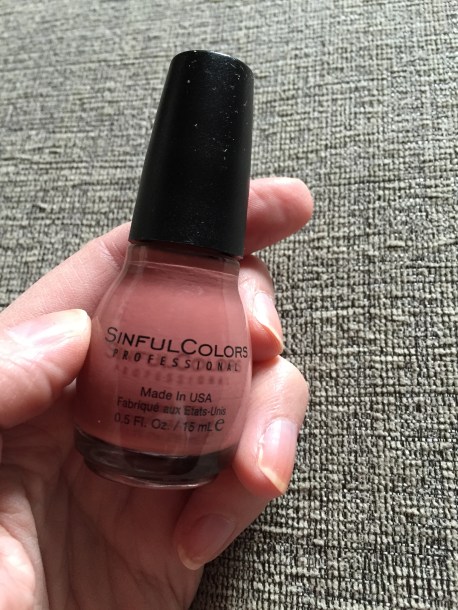 SINFULCOLORS
PROFESSIONAL
Made In USA
Fabriqué aux Etats-Unis
0.5 Fl. Oz. / 15 mL ℮